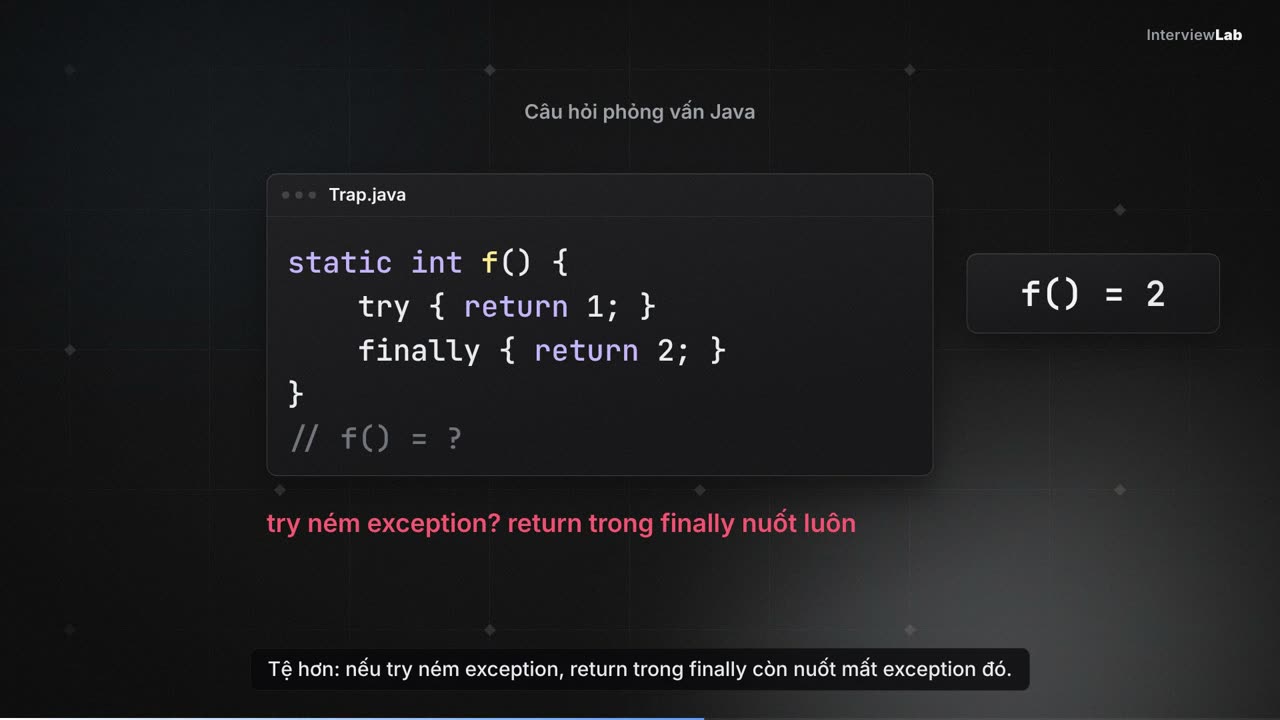 InterviewLab
Câu hỏi phỏng vấn Java
Trap.java
static int f() {
    try { return 1; }
    finally { return 2; }
}
// f() = ?
f() = 2
try ném exception? return trong finally nuốt luôn
Tệ hơn: nếu try ném exception, return trong finally còn nuốt mất exception đó.